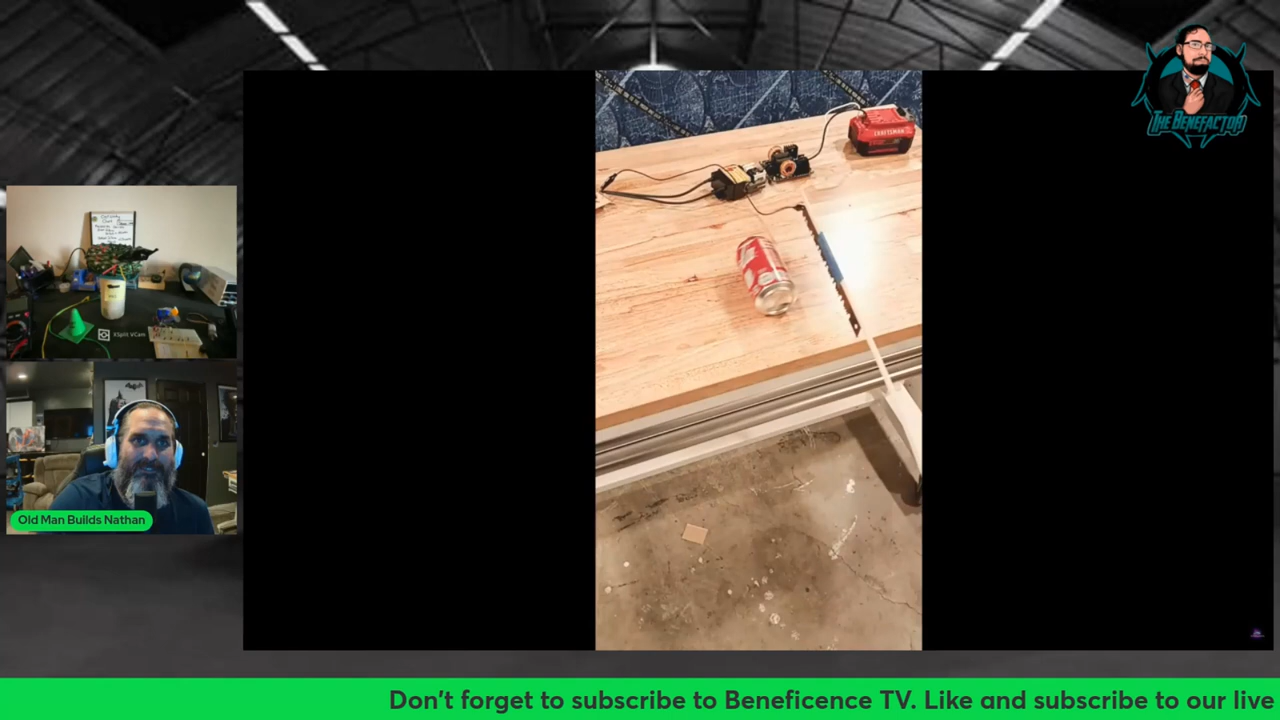 THE BENEFACTOR
CRAFTSMAN
XSplit VCam
Old Man Builds Nathan
Don't forget to subscribe to Beneficence TV. Like and subscribe to our live